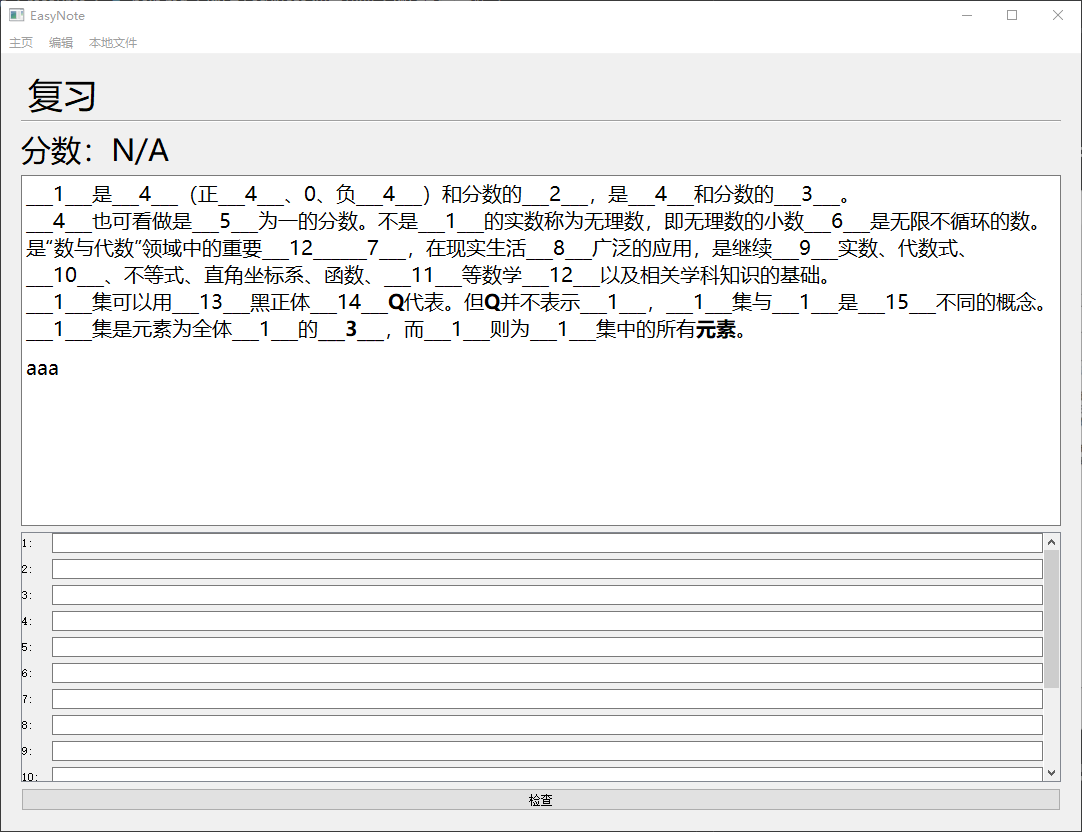 EasyNote
主页 编辑 本地文件
复习
分数：N/A
___1___是___4___（正___4___、0、负___4___）和分数的___2___，是___4___和分数的___3___。
___4___也可看做是___5___为一的分数。不是___1___的实数称为无理数，即无理数的小数___6___是无限不循环的数。
是“数与代数”领域中的重要___12______7___，在现实生活___8___广泛的应用，是继续___9___实数、代数式、
___10___、不等式、直角坐标系、函数、___11___等数学___12___以及相关学科知识的基础。
___1___集可以用___13___黑正体___14___Q代表。但Q并不表示___1___，___1___集与___1___是___15___不同的概念。
___1___集是元素为全体___1___的___3___，而___1___则为___1___集中的所有元素。
aaa
1:
2:
3:
4:
5:
6:
7:
8:
9:
10:
检查